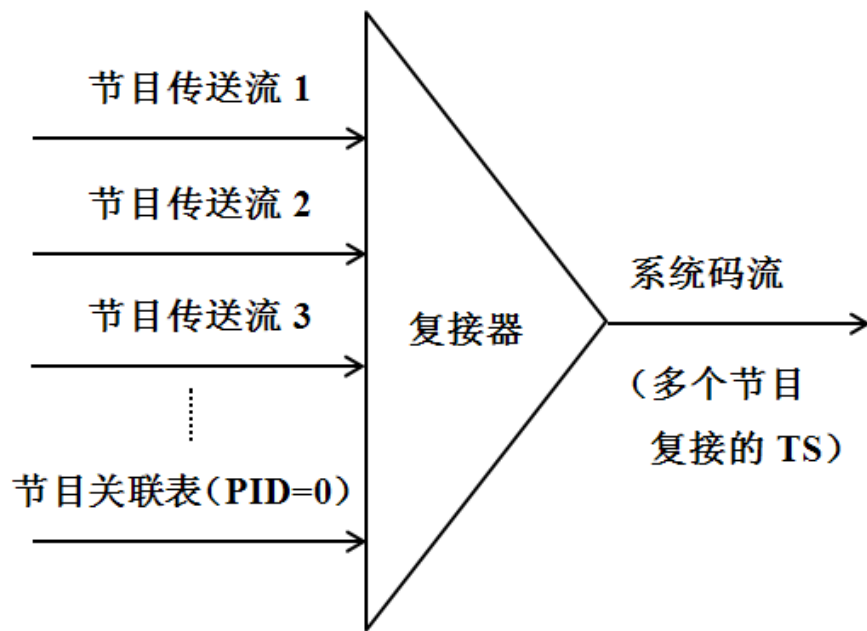 节目传送流 1
节目传送流 2
节目传送流 3
节目关联表(PID=0)
复接器
系统码流
(多个节目
复接的 TS)